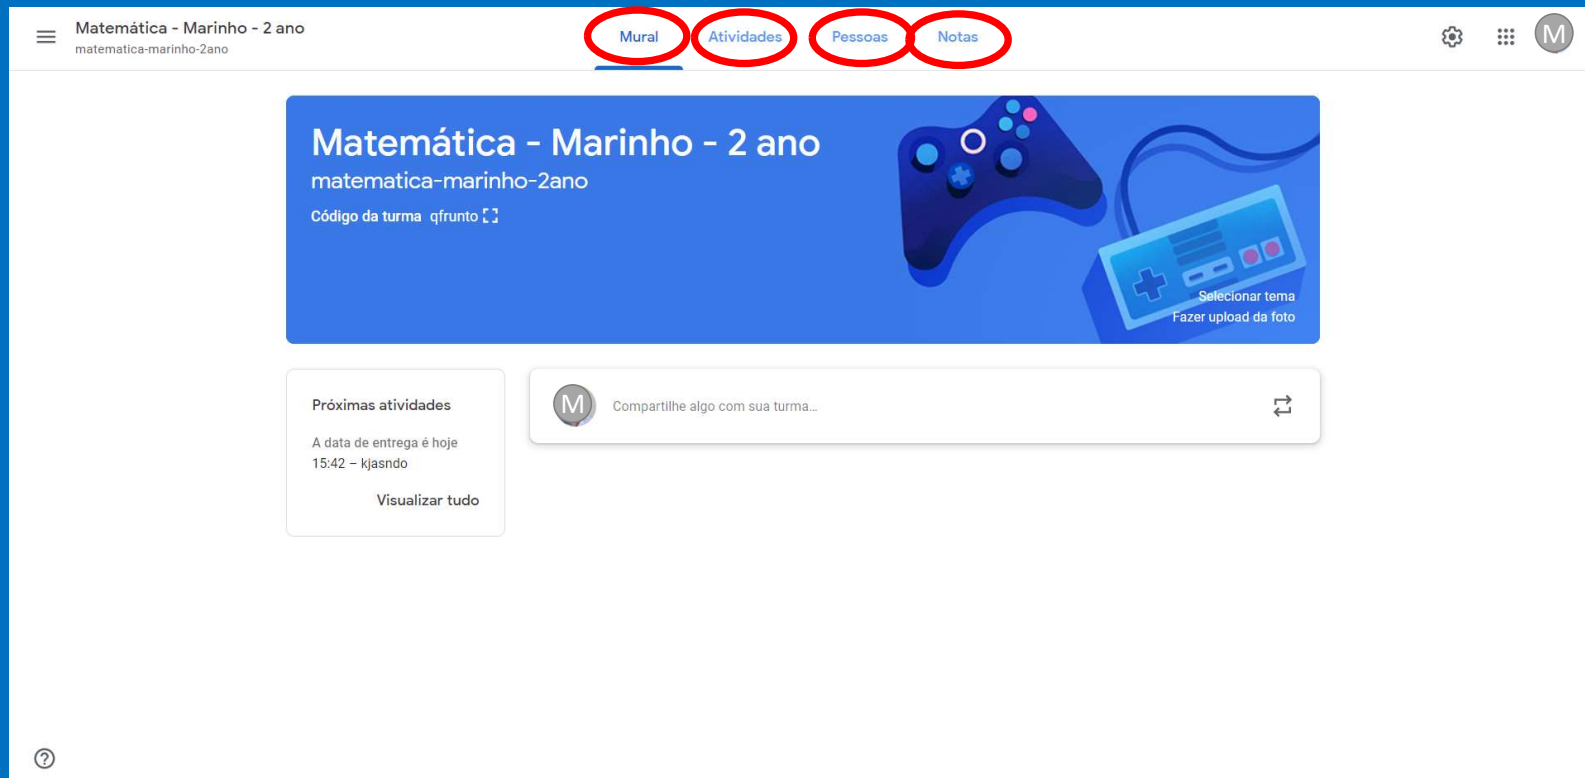 Matemática - Marinho - 2 ano
matematica-marinho-2ano
Mural Atividades Pessoas Notas
M
Matemática - Marinho - 2 ano
matematica-marinho-2ano
Código da turma qfrunto
Selecionar tema
Fazer upload da foto
Próximas atividades
A data de entrega é hoje
15:42 – kjasndo
Visualizar tudo
M Compartilhe algo com sua turma...
?